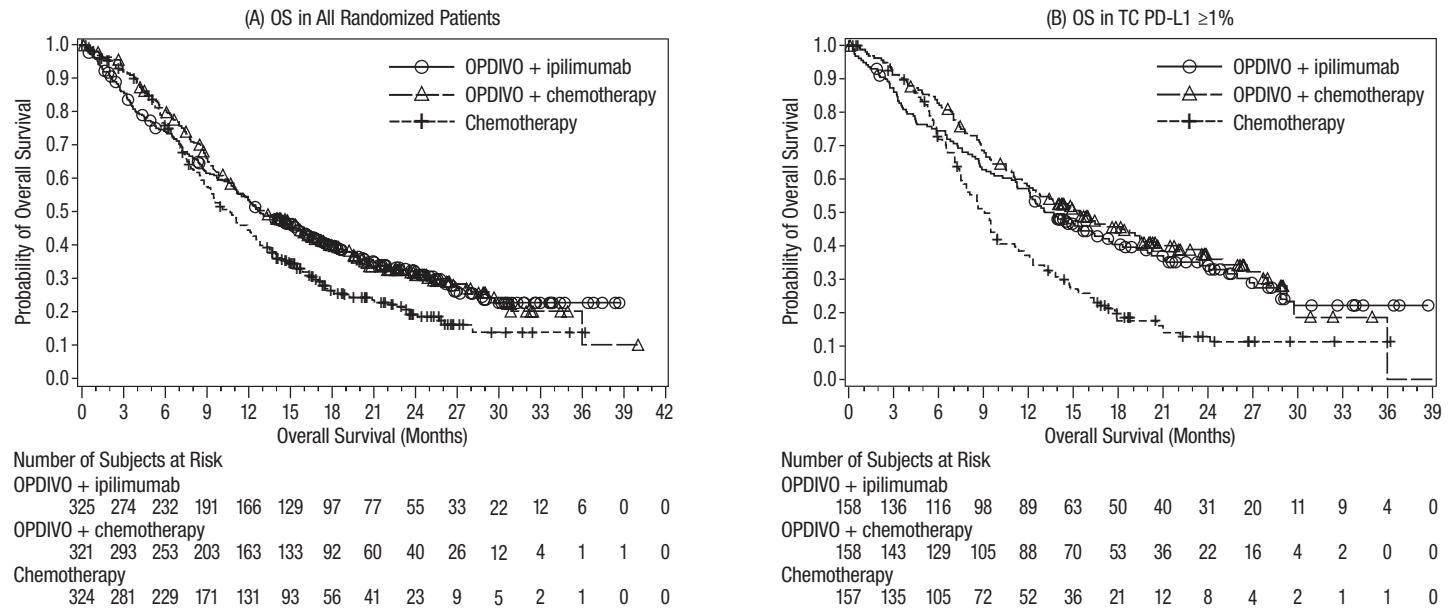 (A) OS in All Randomized Patients
Probability of Overall Survival
1.0
0.9
0.8
0.7
0.6
0.5
0.4
0.3
0.2
0.1
0.0
OPDIVO + ipilimumab
OPDIVO + chemotherapy
Chemotherapy
0 3 6 9 12 15 18 21 24 27 30 33 36 39 42
Overall Survival (Months)
Number of Subjects at Risk
OPDIVO + ipilimumab
325 274 232 191 166 129 97 77 55 33 22 12 6 0 0
OPDIVO + chemotherapy
321 293 253 203 163 133 92 60 40 26 12 4 1 1 0
Chemotherapy
324 281 229 171 131 93 56 41 23 9 5 2 1 0 0
(B) OS in TC PD-L1 ≥1%
Probability of Overall Survival
1.0
0.9
0.8
0.7
0.6
0.5
0.4
0.3
0.2
0.1
0.0
OPDIVO + ipilimumab
OPDIVO + chemotherapy
Chemotherapy
0 3 6 9 12 15 18 21 24 27 30 33 36 39
Overall Survival (Months)
Number of Subjects at Risk
OPDIVO + ipilimumab
158 136 116 98 89 63 50 40 31 20 11 9 4 0
OPDIVO + chemotherapy
158 143 129 105 88 70 53 36 22 16 4 2 0 0
Chemotherapy
157 135 105 72 52 36 21 12 8 4 2 1 1 0